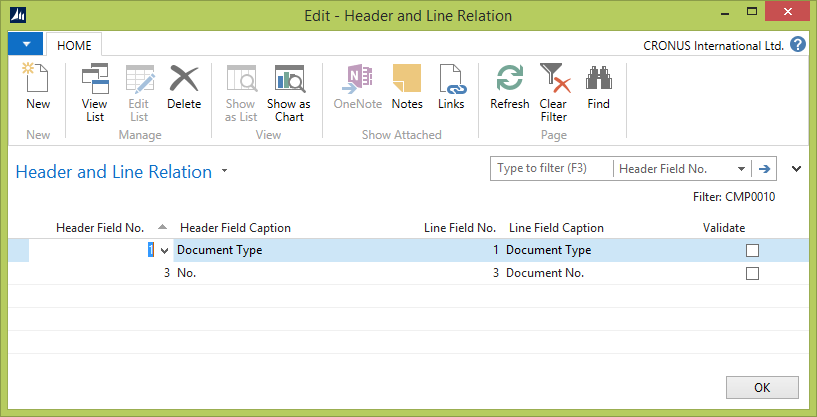 Edit - Header and Line Relation
HOME
CRONUS International Ltd.
New
View List
Edit List
Delete
Show as List
Show as Chart
OneNote
Notes
Links
Refresh
Clear Filter
Find
New
Manage
View
Show Attached
Page
Header and Line Relation
Type to filter (F3)
Header Field No.
Filter: CMP0010
Header Field No. Header Field Caption Line Field No. Line Field Caption Validate
1 Document Type 1 Document Type
3 No. 3 Document No.
OK